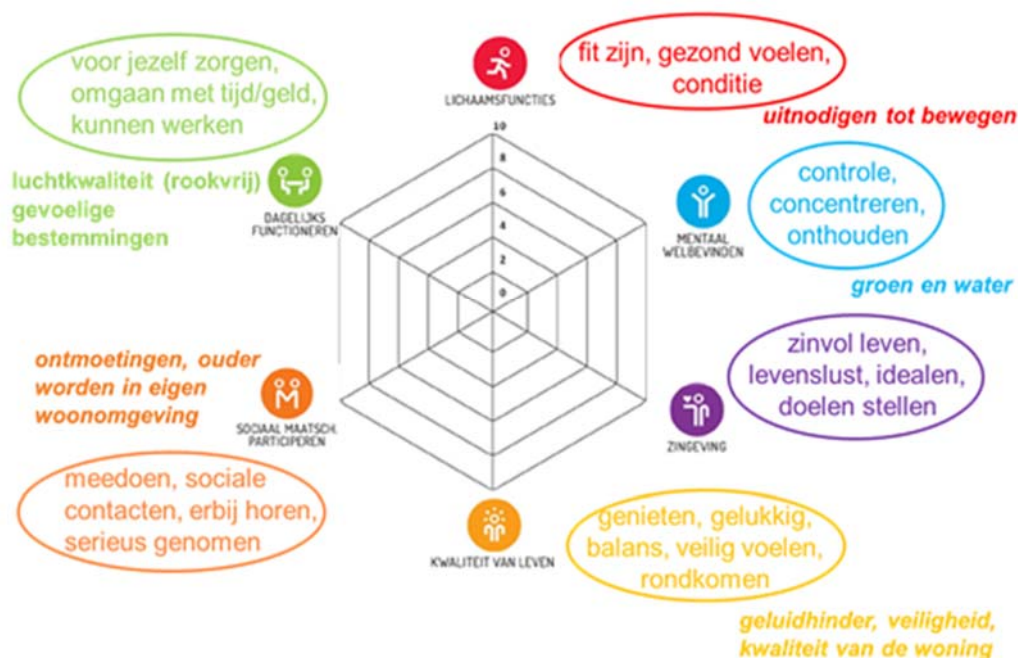 voor jezelf zorgen,
omgaan met tijd/geld,
kunnen werken
luchtkwaliteit (rookvrij)
gevoelige
bestemmingen
DAGELIJKS
FUNCTIONEREN
LICHAAMSFUNCTIES
fit zijn, gezond voelen,
conditie
uitnodigen tot bewegen
10
8
6
4
2
0
MENTAAL
WELBEVINDEN
controle,
concentreren,
onthouden
groen en water
ontmoetingen, ouder
worden in eigen
woonomgeving
SOCIAAL MAATSCH.
PARTICIPEREN
meedoen, sociale
contacten, erbij horen,
serieus genomen
zinvol leven,
levenslust, idealen,
doelen stellen
ZINGEVING
KWALITEIT VAN LEVEN
genieten, gelukkig,
balans, veilig voelen,
rondkomen
geluidhinder, veiligheid,
kwaliteit van de woning